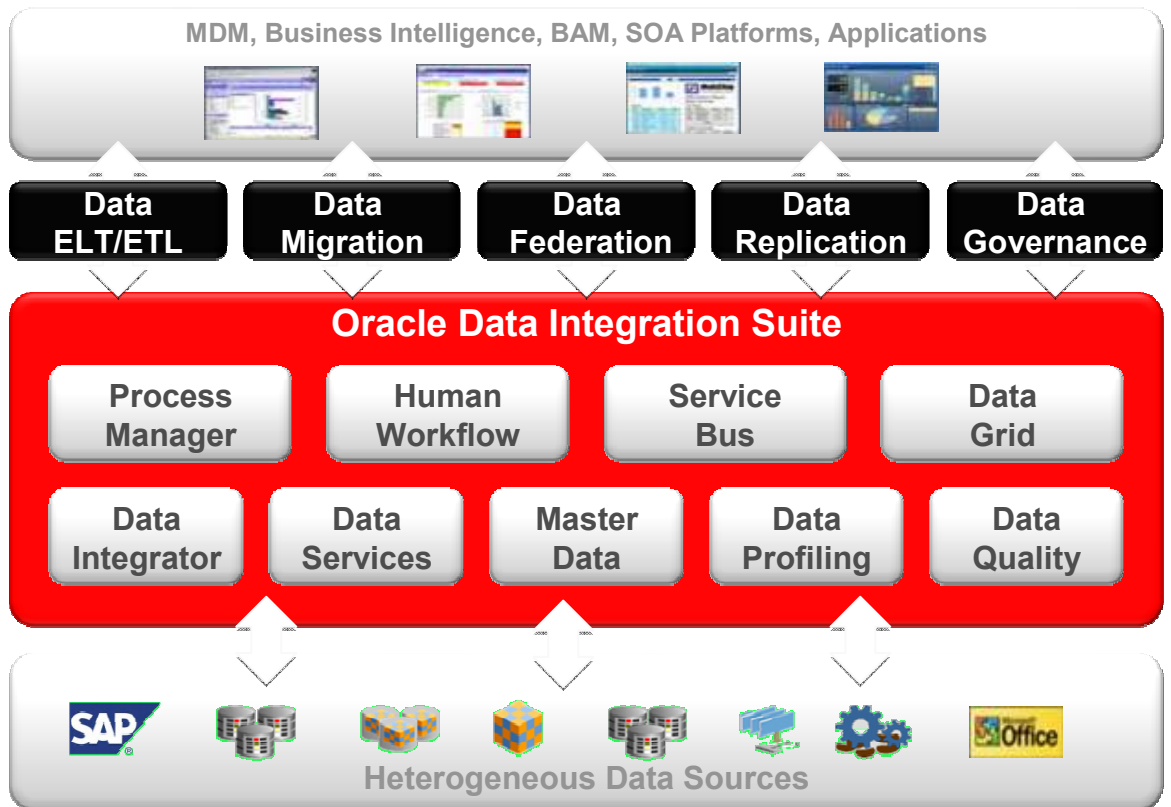 MDM, Business Intelligence, BAM, SOA Platforms, Applications
Data
ELT/ETL
Data
Migration
Data
Federation
Data
Replication
Data
Governance
Oracle Data Integration Suite
Process
Manager
Human
Workflow
Service
Bus
Data
Grid
Data
Integrator
Data
Services
Master
Data
Data
Profiling
Data
Quality
SAP
®
Microsoft
Office
Heterogeneous Data Sources